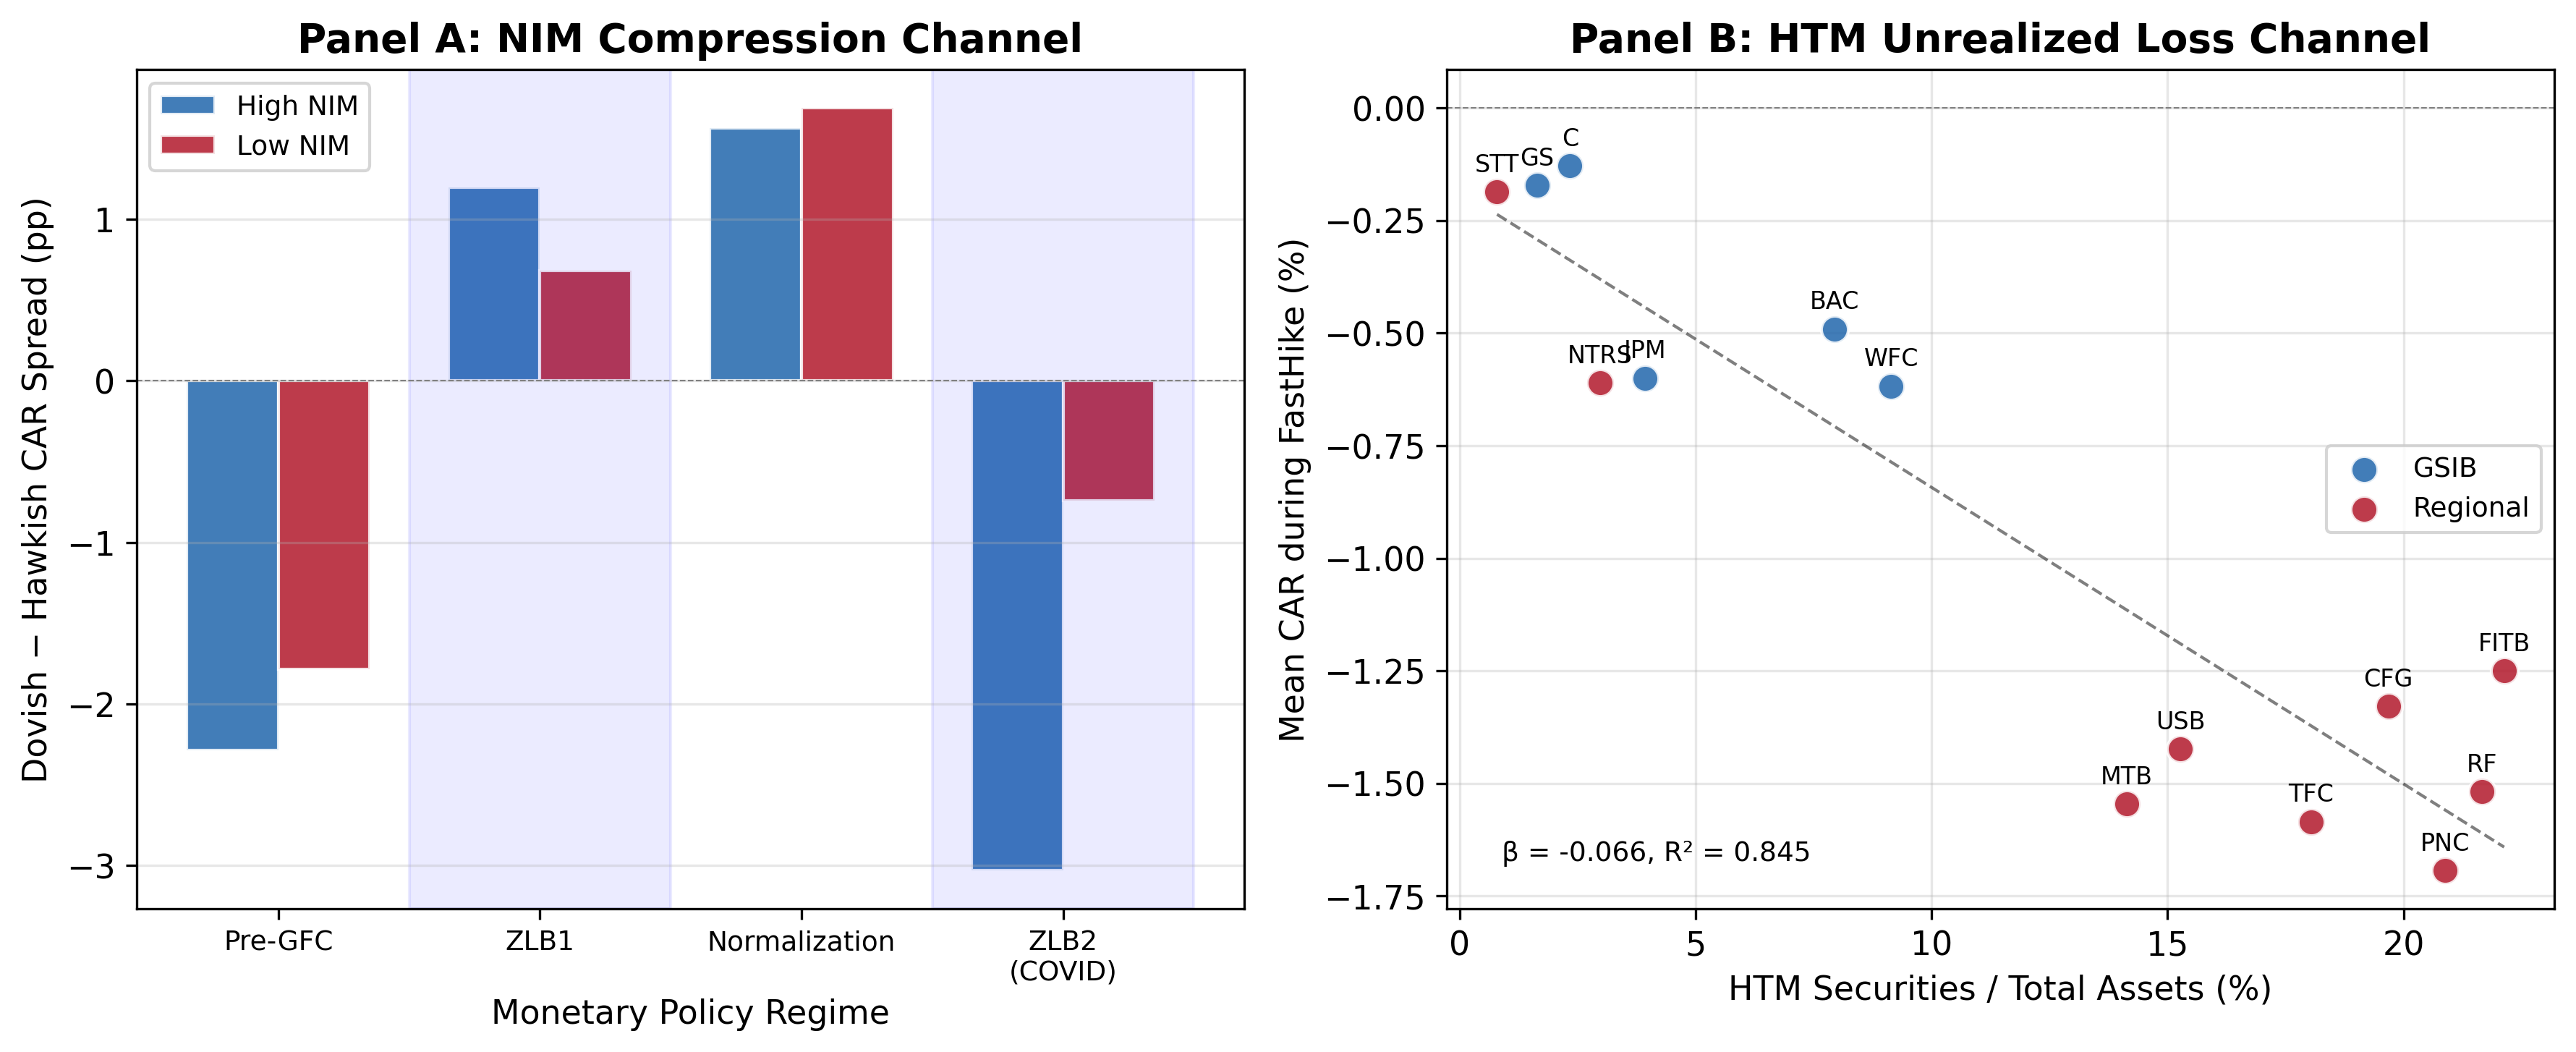 Panel A: NIM Compression Channel
High NIM
Low NIM
Dovish − Hawkish CAR Spread (pp)
1
0
−1
−2
−3
Pre-GFC
ZLB1
Normalization
ZLB2
(COVID)
Monetary Policy Regime
Panel B: HTM Unrealized Loss Channel
Mean CAR during FastHike (%)
0.00
−0.25
−0.50
−0.75
−1.00
−1.25
−1.50
−1.75
C
STT
GS
BAC
NTRS
JPM
WFC
GSIB
Regional
FITB
CFG
USB
RF
MTB
TFC
PNC
β = -0.066, R² = 0.845
0
5
10
15
20
HTM Securities / Total Assets (%)